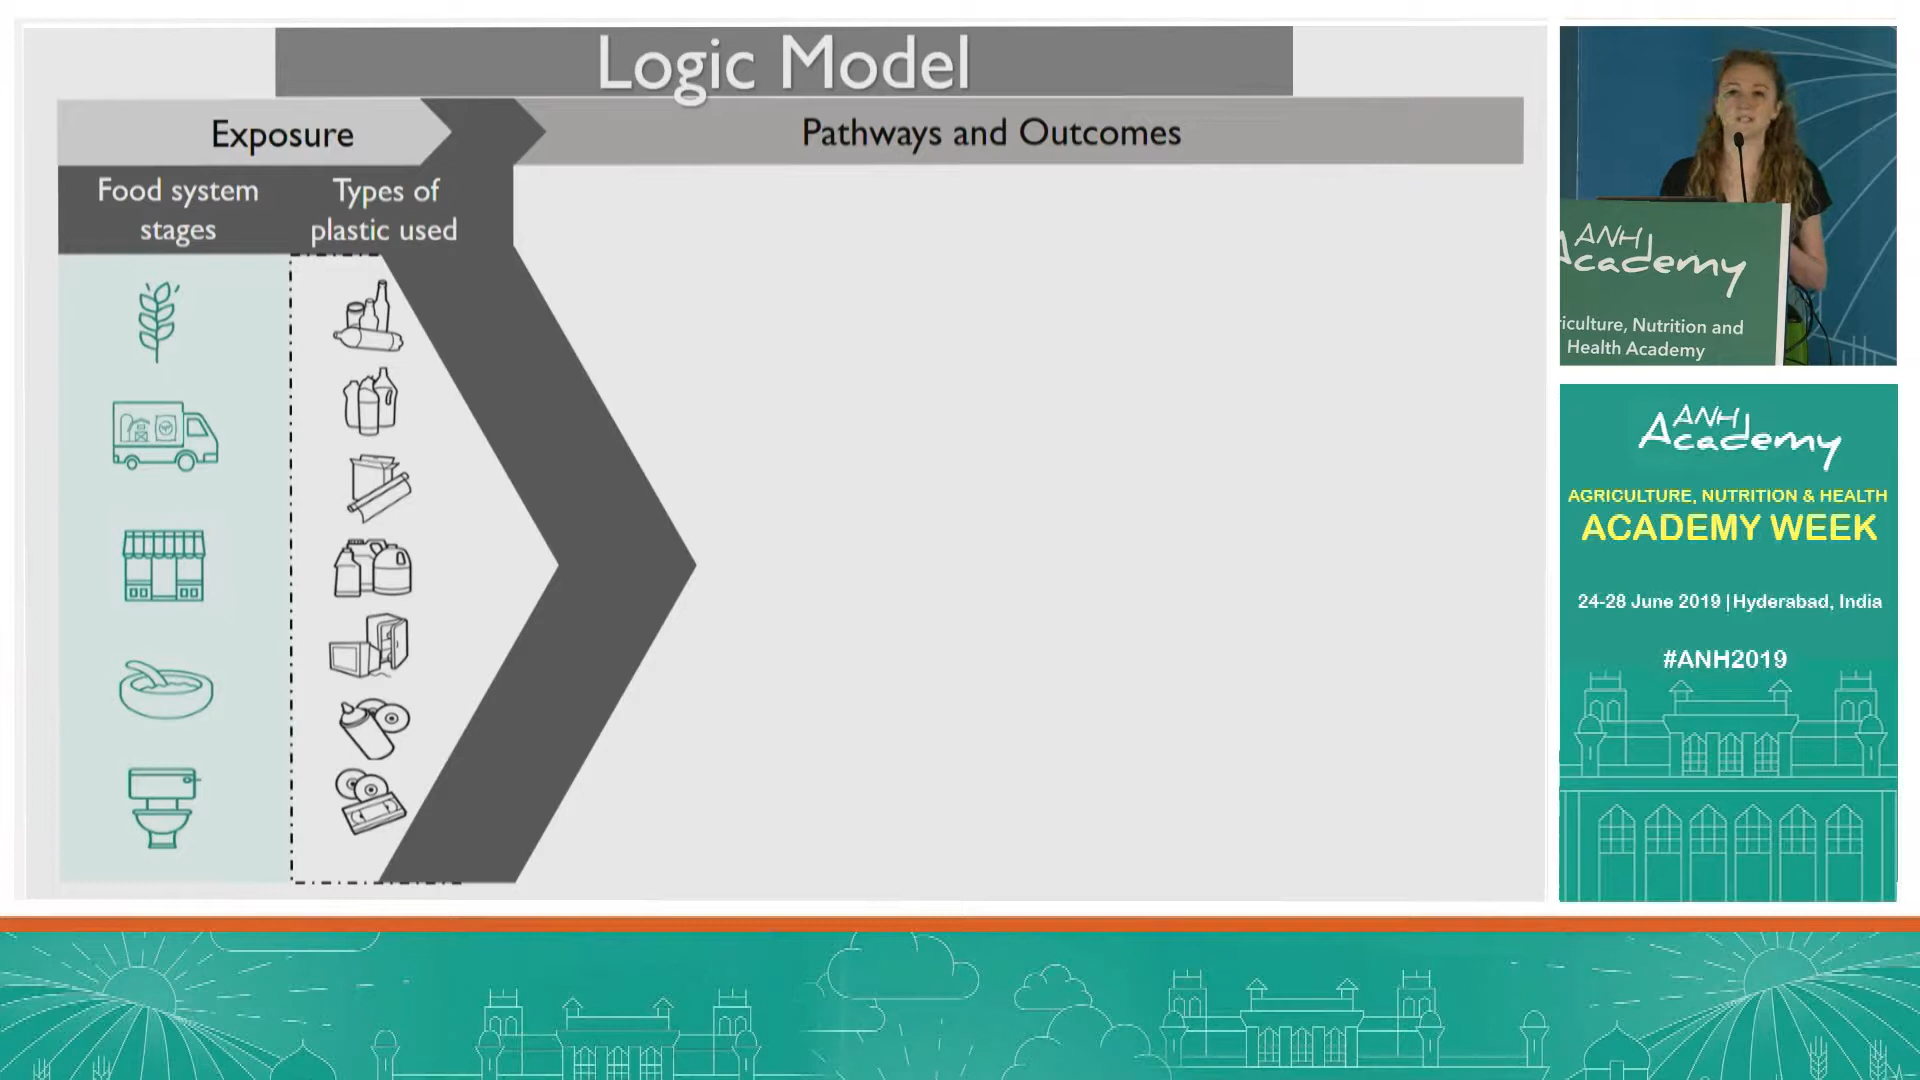 Logic Model
Exposure
Pathways and Outcomes
Food system
stages
Types of
plastic used
ANH
Academy
riculture, Nutrition and
Health Academy
ANH
Academy
AGRICULTURE, NUTRITION & HEALTH
ACADEMY WEEK
24-28 June 2019 | Hyderabad, India
#ANH2019